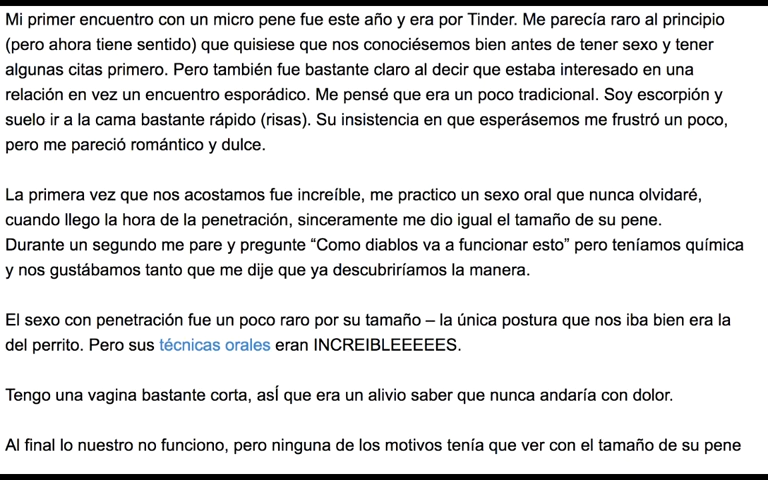 Mi primer encuentro con un micro pene fue este año y era por Tinder. Me parecía raro al principio
(pero ahora tiene sentido) que quisiese que nos conociésemos bien antes de tener sexo y tener
algunas citas primero. Pero también fue bastante claro al decir que estaba interesado en una
relación en vez un encuentro esporádico. Me pensé que era un poco tradicional. Soy escorpión y
suelo ir a la cama bastante rápido (risas). Su insistencia en que esperásemos me frustró un poco,
pero me pareció romántico y dulce.

La primera vez que nos acostamos fue increíble, me practico un sexo oral que nunca olvidaré,
cuando llego la hora de la penetración, sinceramente me dio igual el tamaño de su pene.
Durante un segundo me pare y pregunte “Como diablos va a funcionar esto” pero teníamos química
y nos gustábamos tanto que me dije que ya descubriríamos la manera.

El sexo con penetración fue un poco raro por su tamaño – la única postura que nos iba bien era la
del perrito. Pero sus técnicas orales eran INCREIBLEEEEES.

Tengo una vagina bastante corta, asÍ que era un alivio saber que nunca andaría con dolor.

Al final lo nuestro no funciono, pero ninguna de los motivos tenía que ver con el tamaño de su pene